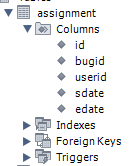 assignment
Columns
id
bugid
userid
sdate
edate
Indexes
Foreign Keys
Triggers